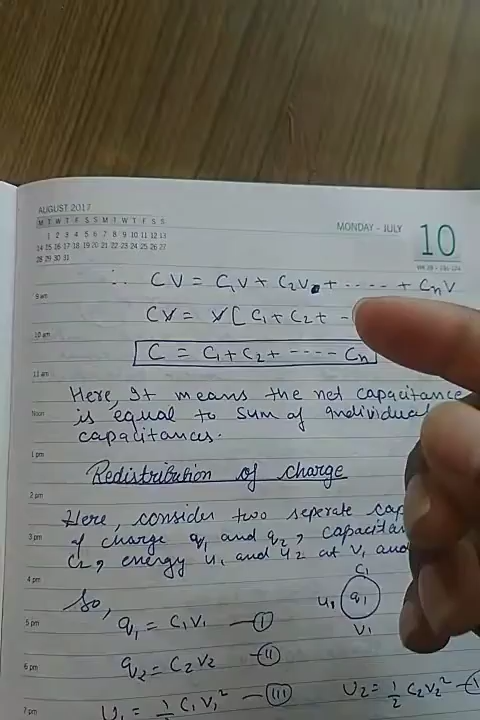 AUGUST 2017
M T W T F S S M T W T F S S
1 2 3 4 5 6 7 8 9 10 11 12 13
14 15 16 17 18 19 20 21 22 23 24 25 26 27
28 29 30 31
MONDAY - JULY 10
∴ CV = C₁V + C₂V + ---- + CₙV
9 am
CV = V[C₁ + C₂ + -
10 am
C = C₁ + C₂ + ---- Cₙ
11 am
Here, It means the net capacitance
Noon
is equal to sum of individual
capacitances.
1 pm
Redistribution of charge
2 pm
Here, consider two seperate
3 pm
of charge q₁ and q₂,
C₂, energy u₁ and u₂ at v₁ and
4 pm
C₁
So,
u₁ q₁
5 pm
q₁ = C₁V₁ — I
V₁
6 pm
q₂ = C₂V₂ — II
7 pm
U₁ = 1/2 C₁V₁² — III U₂ = 1/2 C₂V₂²